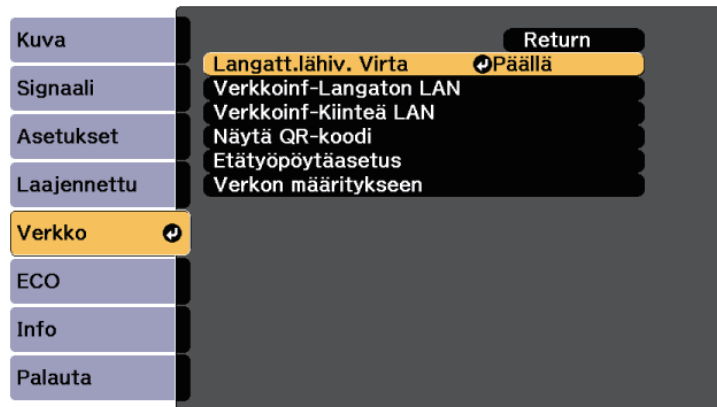 Kuva
Signaali
Asetukset
Laajennettu
Verkko
ECO
Info
Palauta
Return
Langatt.lähiv. Virta Päällä
Verkkoinf-Langaton LAN
Verkkoinf-Kiinteä LAN
Näytä QR-koodi
Etätyöpöytäasetus
Verkon määritykseen